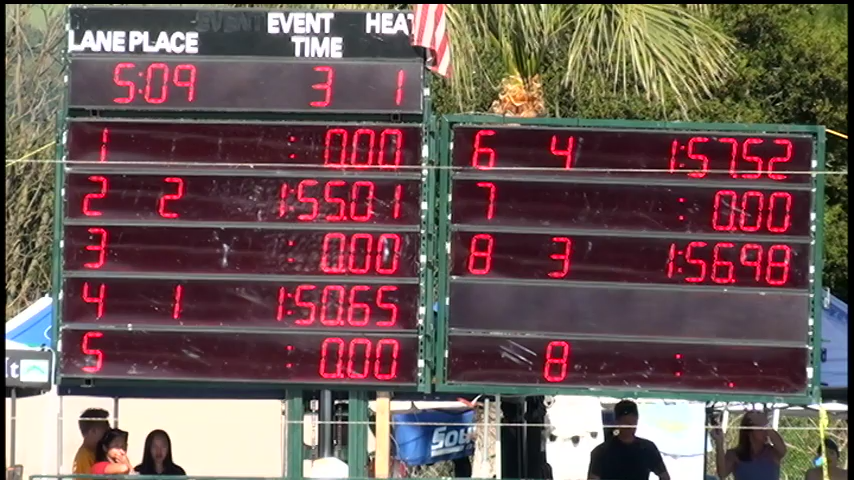 EVENT EVENT HEAT
LANE PLACE TIME
5:09 3 1
1 : 0.00
2 2 1:55.01
3 : 0.00
4 1 1:50.65
5 : 0.00
6 4 1:57.52
7 : 0.00
8 3 1:56.98
8 : .